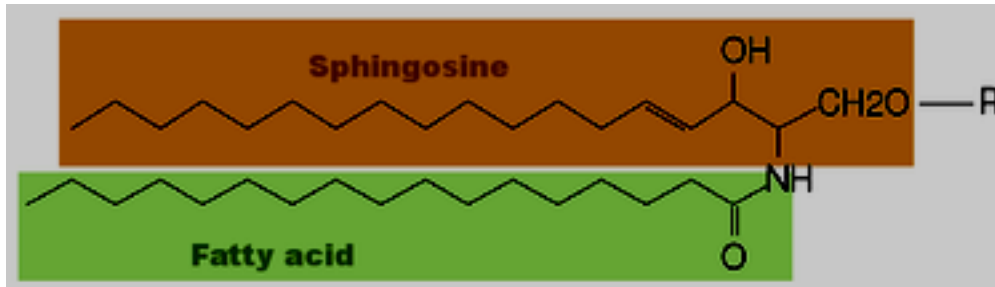 Sphingosine
OH
CH2O
R
NH
O
Fatty acid